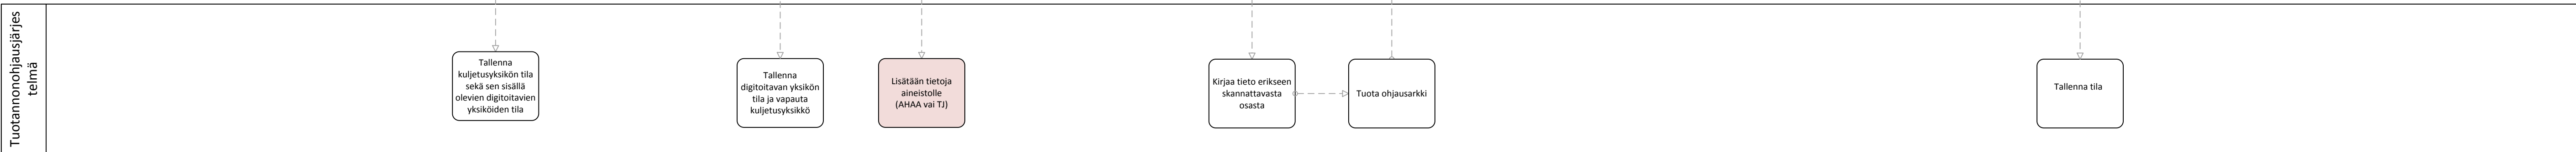 Tuotannonohjausjärjes
telmä
Tallenna
kuljetusyksikön tila
sekä sen sisällä
olevien digitoitavien
yksiköiden tila
Tallenna
digitoitavan yksikön
tila ja vapauta
kuljetusyksikkö
Lisätään tietoja
aineistolle
(AHAA vai TJ)
Kirjaa tieto erikseen
skannattavasta
osasta
Tuota ohjausarkki
Tallenna tila